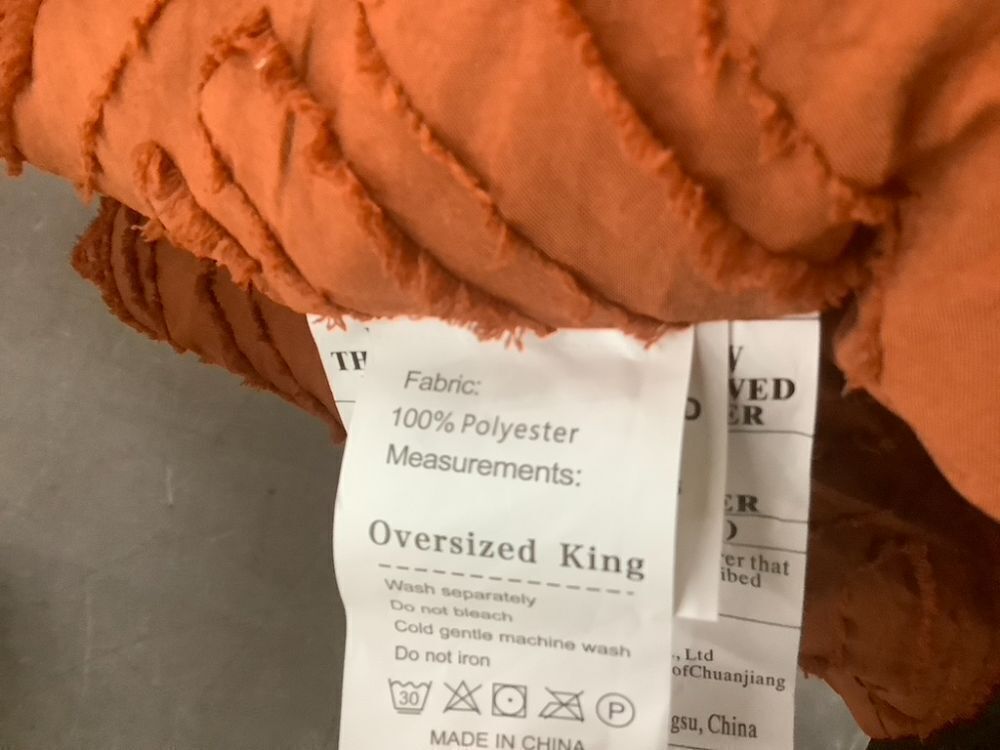 TH
Fabric:
100% Polyester
Measurements:
Oversized King
Wash separately
Do not bleach
Cold gentle machine wash
Do not iron
30
P
MADE IN CHINA
D
VED
ER
ER
er that
ibed
., Ltd
ofChuanjiang
gsu, China